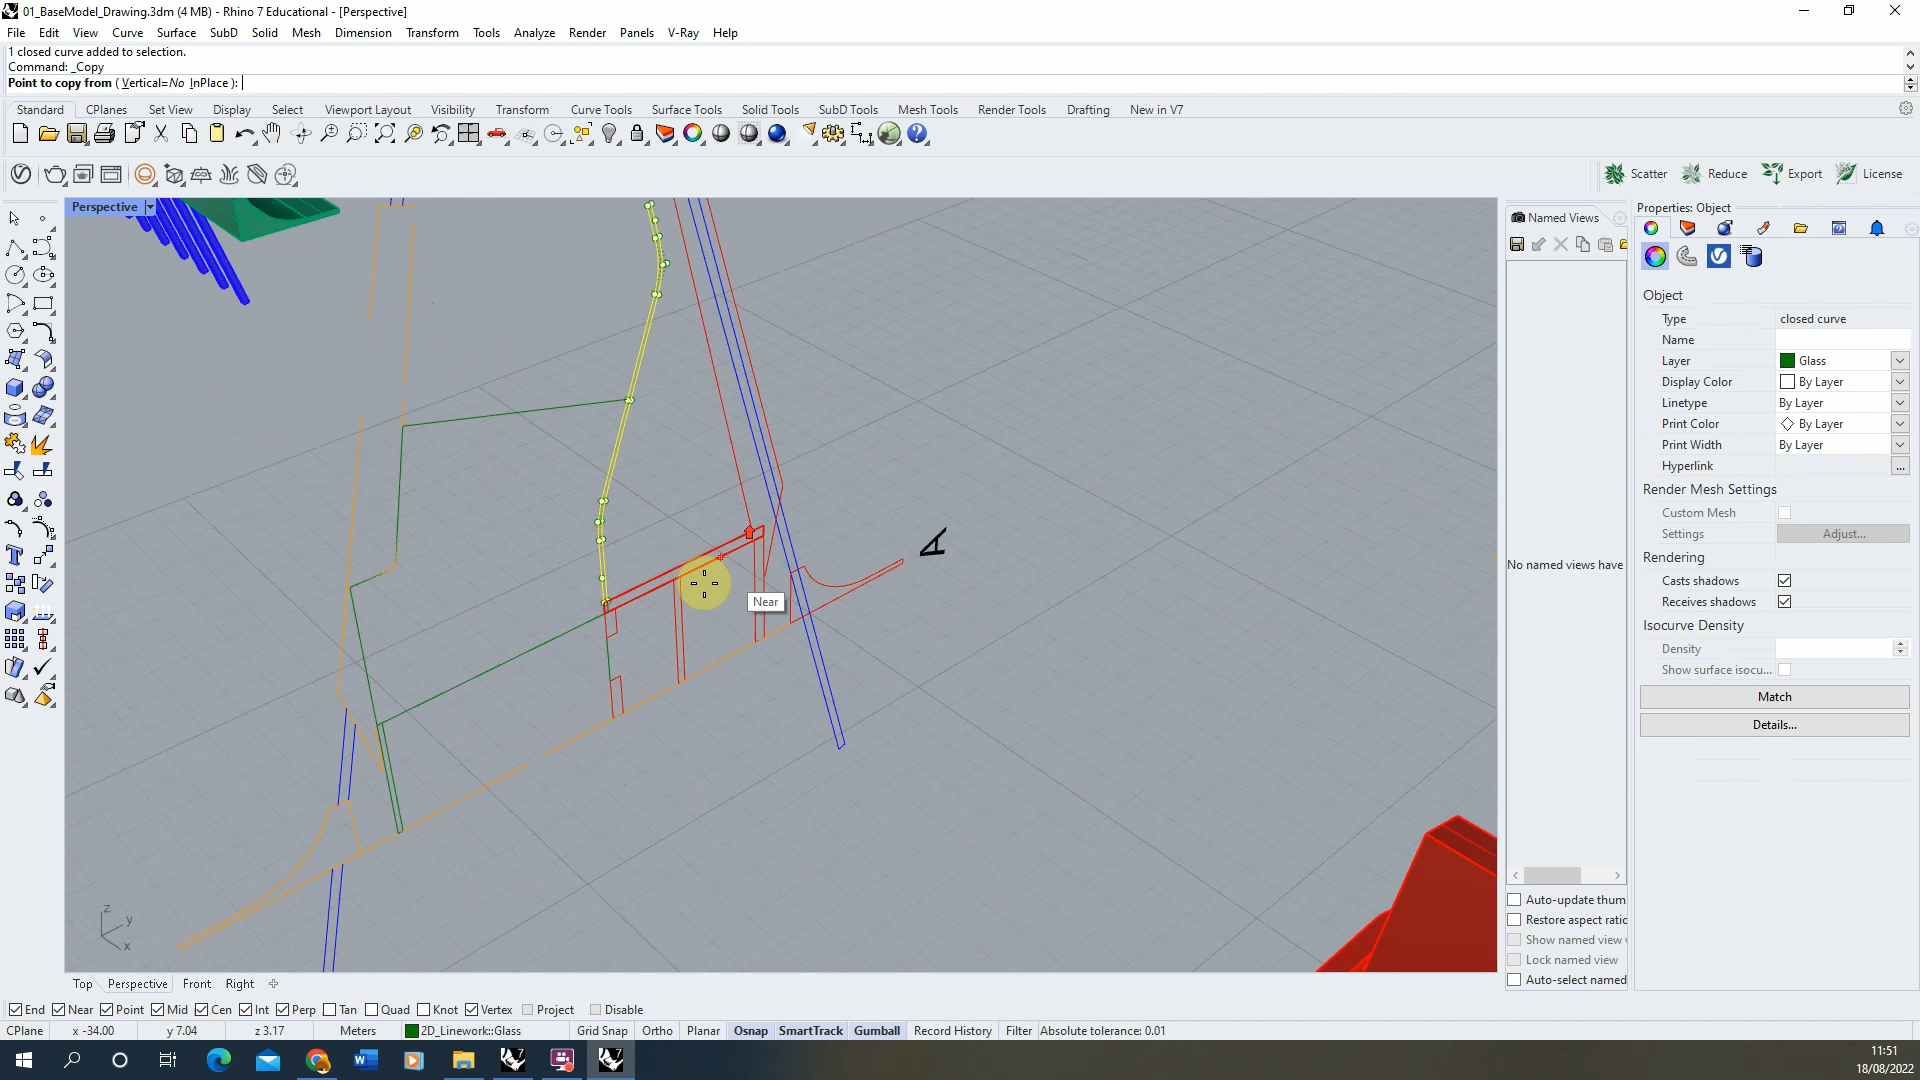 01_BaseModel_Drawing.3dm (4 MB) - Rhino 7 Educational - [Perspective]
File Edit View Curve Surface SubD Solid Mesh Dimension Transform Tools Analyze Render Panels V-Ray Help
1 closed curve added to selection.
Command: _Copy
Point to copy from ( Vertical=No InPlace ):
Standard CPlanes Set View Display Select Viewport Layout Visibility Transform Curve Tools Surface Tools Solid Tools SubD Tools Mesh Tools Render Tools Drafting New in V7
Scatter Reduce Export License
Perspective
Named Views
Properties: Object
Object
Type closed curve
Name
Layer Glass
Display Color By Layer
Linetype By Layer
Print Color By Layer
Print Width By Layer
Hyperlink ...
Render Mesh Settings
Custom Mesh
Settings Adjust...
Rendering
No named views have
Casts shadows
Receives shadows
Isocurve Density
Density
Show surface isocu...
Match
Details...
A
Near
z
y
x
Auto-update thum
Restore aspect ratio
Show named view
Lock named view
Auto-select named
Top Perspective Front Right
End Near Point Mid Cen Int Perp Tan Quad Knot Vertex Project Disable
CPlane x -34.00 y 7.04 z 3.17 Meters 2D_Linework::Glass Grid Snap Ortho Planar Osnap SmartTrack Gumball Record History Filter Absolute tolerance: 0.01
11:51
18/08/2022